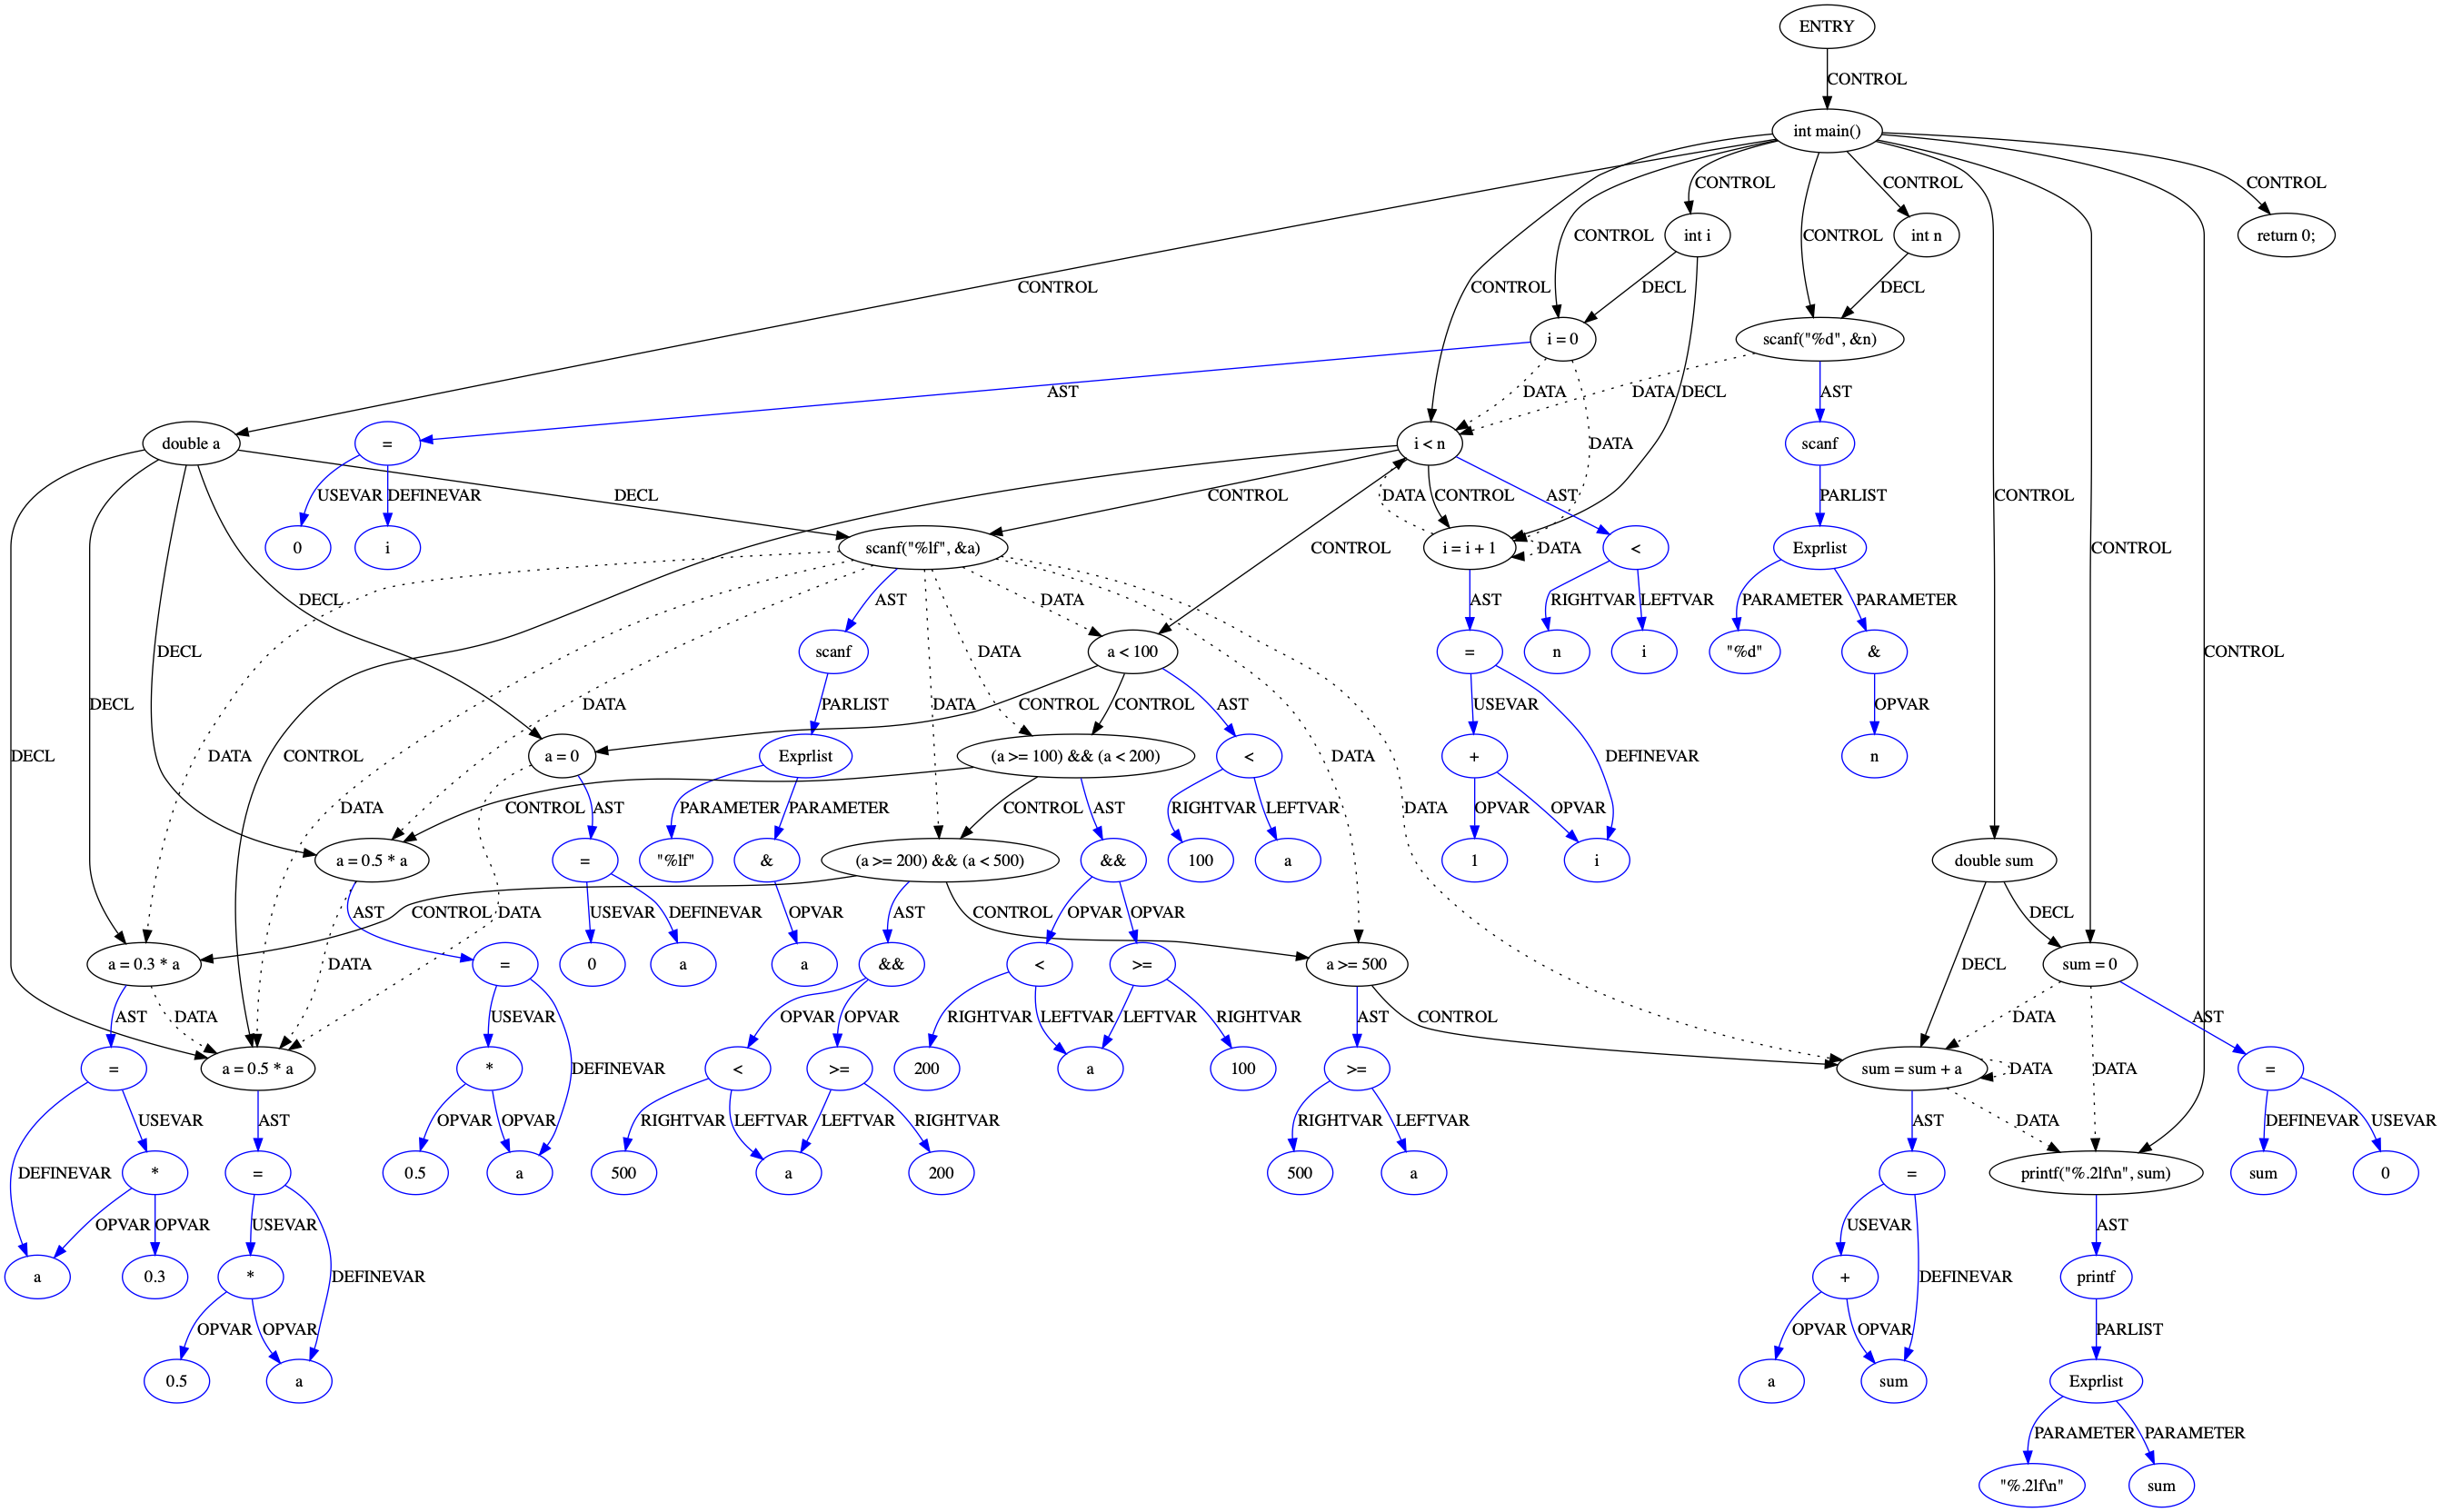 ENTRY
CONTROL
int main()
CONTROL CONTROL CONTROL
int i int n return 0;
CONTROL CONTROL
CONTROL CONTROL DECL DECL
i = 0 scanf("%d", &n)
AST DATA DATA DECL AST
double a = i < n DATA scanf
USEVAR DEFINEVAR DECL CONTROL DATA CONTROL AST PARLIST CONTROL
0 i scanf("%lf", &a) CONTROL i = i + 1 DATA < Exprlist CONTROL
DECL AST DATA AST RIGHTVAR LEFTVAR PARAMETER PARAMETER
DECL scanf DATA a < 100 = n i "%d" & CONTROL
DECL DATA PARLIST DATA CONTROL CONTROL AST USEVAR OPVAR
DECL DATA CONTROL a = 0 Exprlist (a >= 100) && (a < 200) < DATA + DEFINEVAR n
DATA CONTROL AST PARAMETER PARAMETER CONTROL AST RIGHTVAR LEFTVAR DATA OPVAR OPVAR
a = 0.5 * a = "%lf" & (a >= 200) && (a < 500) && 100 a 1 i double sum
AST CONTROL DATA USEVAR DEFINEVAR OPVAR AST CONTROL OPVAR OPVAR DECL
a = 0.3 * a DATA = 0 a a && < >= a >= 500 DECL sum = 0
AST DATA USEVAR OPVAR OPVAR RIGHTVAR LEFTVAR LEFTVAR RIGHTVAR AST CONTROL DATA AST
= a = 0.5 * a * DEFINEVAR < >= 200 a 100 >= sum = sum + a DATA DATA =
USEVAR AST OPVAR OPVAR RIGHTVAR LEFTVAR LEFTVAR RIGHTVAR RIGHTVAR LEFTVAR AST DATA DEFINEVAR USEVAR
DEFINEVAR * = 0.5 a 500 a 200 500 a = printf("%.2lf\n", sum) sum 0
OPVAR OPVAR USEVAR USEVAR AST
a 0.3 * DEFINEVAR + DEFINEVAR printf
OPVAR OPVAR OPVAR OPVAR PARLIST
0.5 a a sum Exprlist
PARAMETER PARAMETER
"%.2lf\n" sum